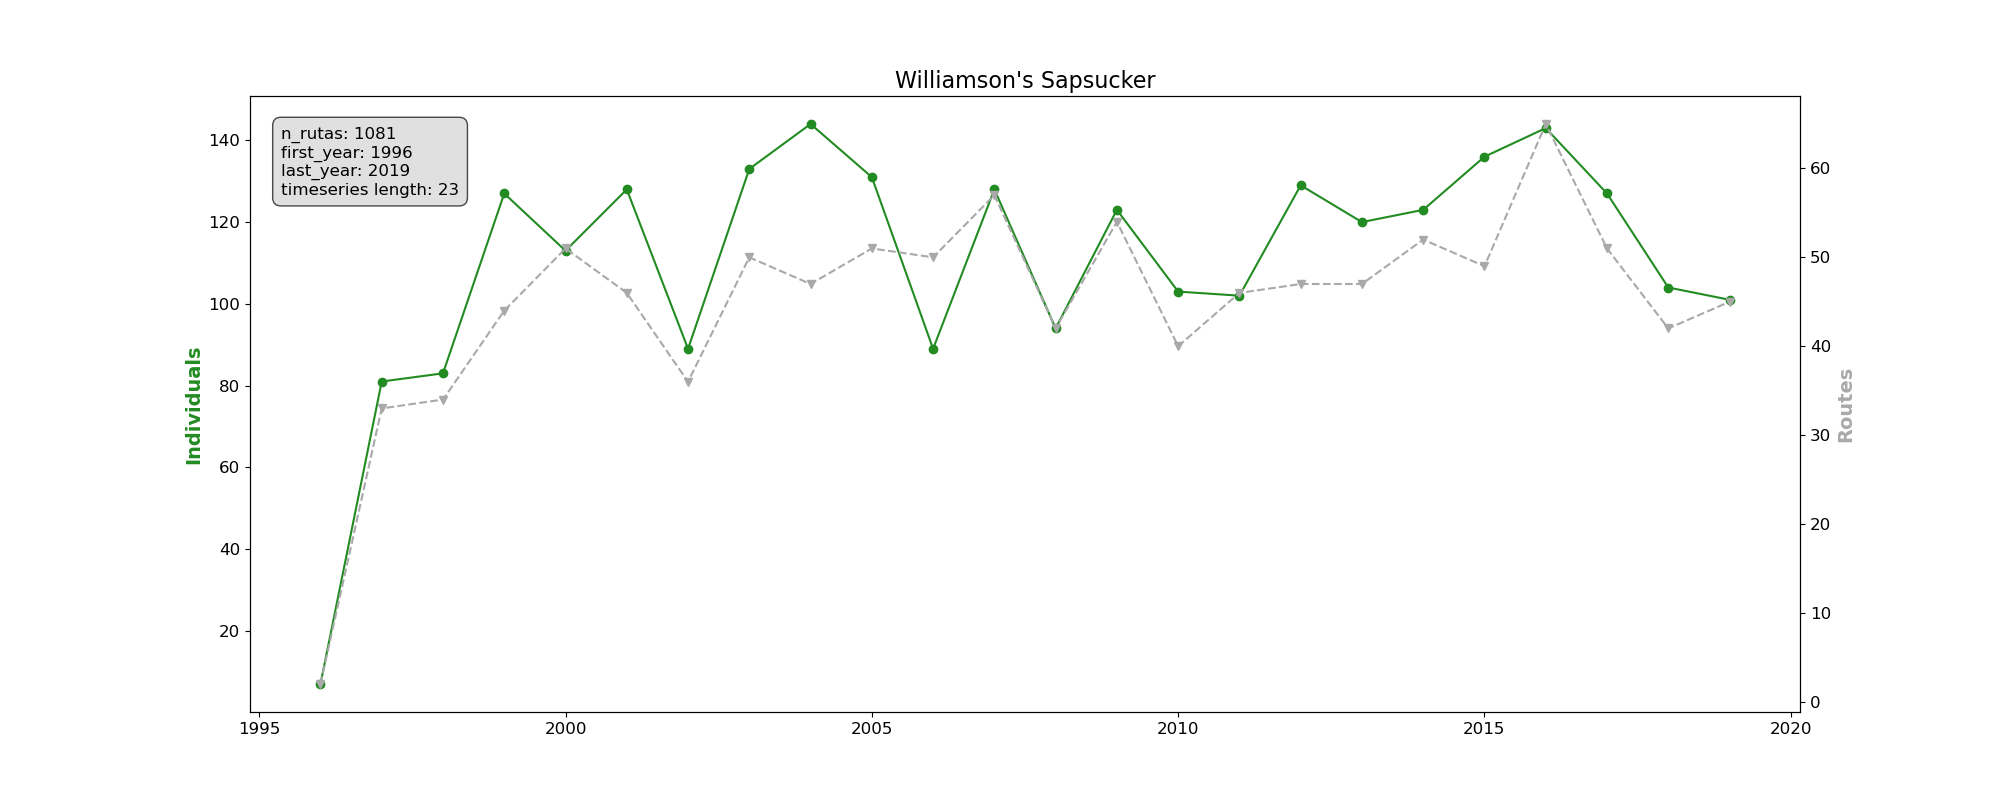 Williamson's Sapsucker
n_rutas: 1081
first_year: 1996
last_year: 2019
timeseries length: 23
Individuals
140
120
100
80
60
40
20
Routes
60
50
40
30
20
10
0
1995 2000 2005 2010 2015 2020